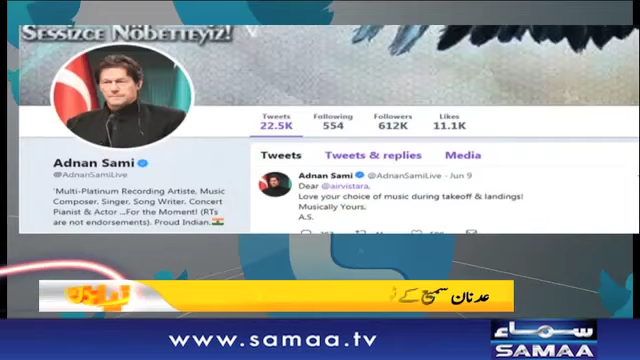 Sessizce Nöbetteyiz!
Tweets Following Followers Likes
22.5K 554 612K 11.1K
Adnan Sami
@AdnanSamiLive
'Multi-Platinum Recording Artiste, Music
Composer, Singer, Song Writer, Concert
Pianist & Actor ...For the Moment! (RTs
are not endorsements). Proud Indian.🇮🇳
Tweets Tweets & replies Media
Adnan Sami @AdnanSamiLive · Jun 9
Dear @airvistara.
Love your choice of music during takeoff & landings!
Musically Yours,
A.S.
نیا دن
عدنان سمیع کے
www.samaa.tv
سماء
SAMAA